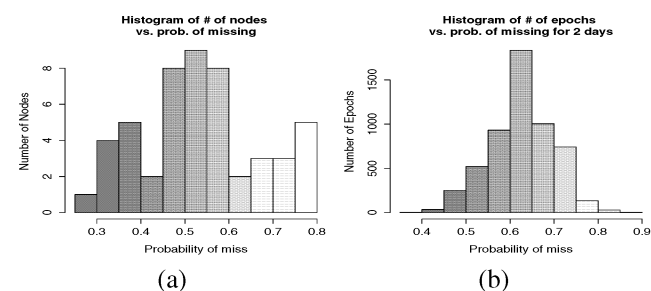 Histogram of # of nodes
vs. prob. of missing
Number of Nodes
0
2
4
6
8
0.3 0.4 0.5 0.6 0.7 0.8
Probability of miss
(a)
Histogram of # of epochs
vs. prob. of missing for 2 days
Number of Epochs
0
500
1000
1500
0.4 0.5 0.6 0.7 0.8 0.9
Probability of miss
(b)